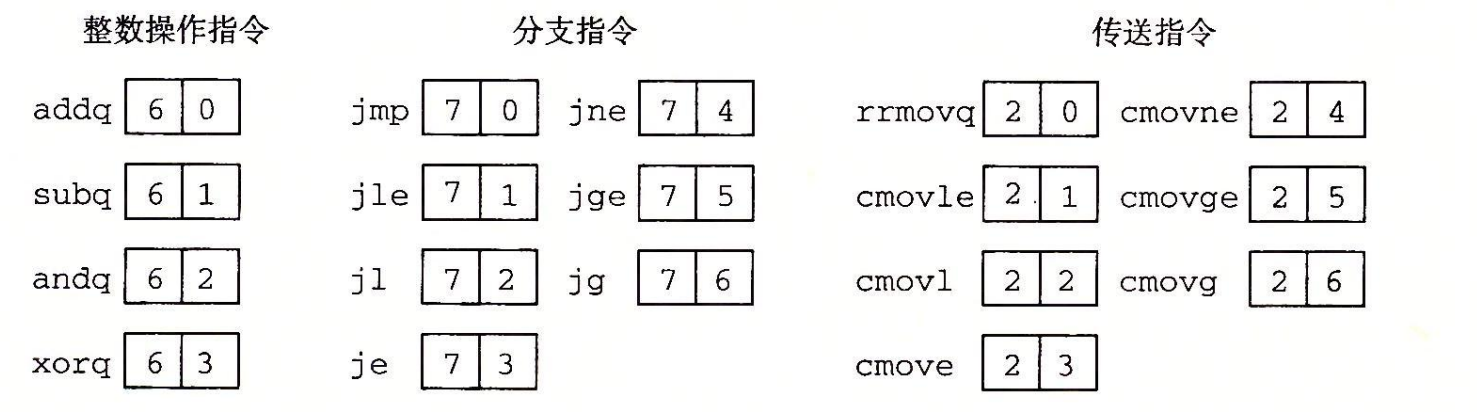 整数操作指令 分支指令 传送指令
addq 6 0 jmp 7 0 jne 7 4 rrmovq 2 0 cmovne 2 4
subq 6 1 jle 7 1 jge 7 5 cmovle 2 1 cmovge 2 5
andq 6 2 jl 7 2 jg 7 6 cmovl 2 2 cmovg 2 6
xorq 6 3 je 7 3 cmove 2 3